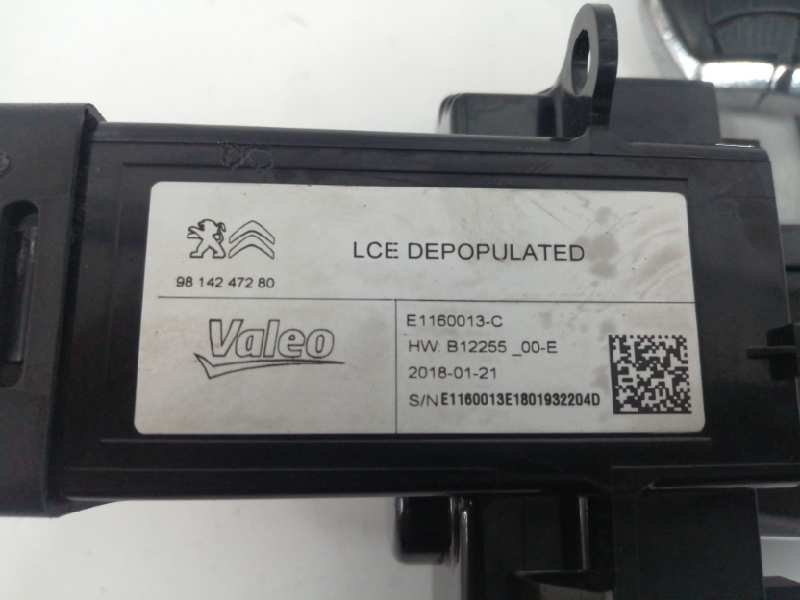 LCE DEPOPULATED
98 142 472 80
Valeo
E1160013-C
HW: B12255 _00-E
2018-01-21
S/N E1160013E1801932204D